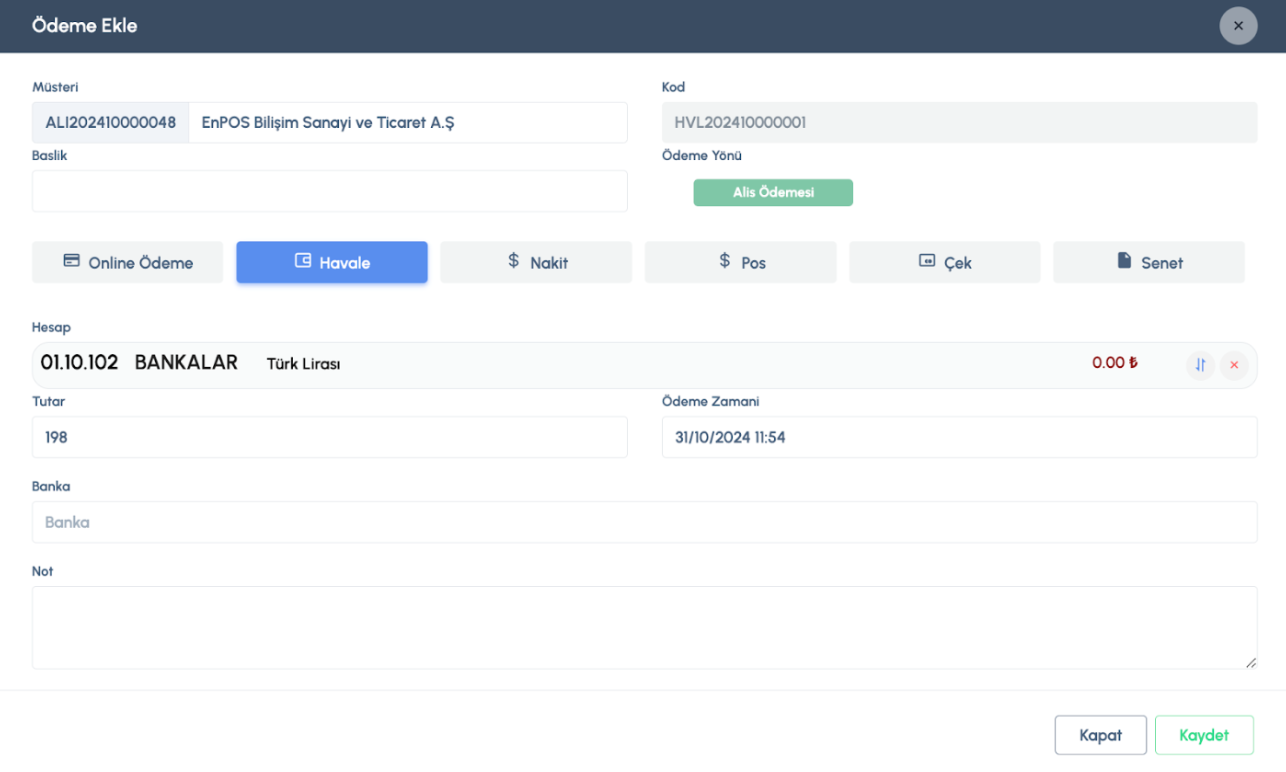 Ödeme Ekle
Müsteri
Kod
ALI202410000048 EnPOS Bilişim Sanayi ve Ticaret A.Ş
HVL202410000001
Baslik
Ödeme Yönü
Alis Ödemesi
Online Ödeme
Havale
Nakit
Pos
Çek
Senet
Hesap
01.10.102 BANKALAR Türk Lirası 0.00 ₺
Tutar
Ödeme Zamani
198
31/10/2024 11:54
Banka
Banka
Not
Kapat
Kaydet